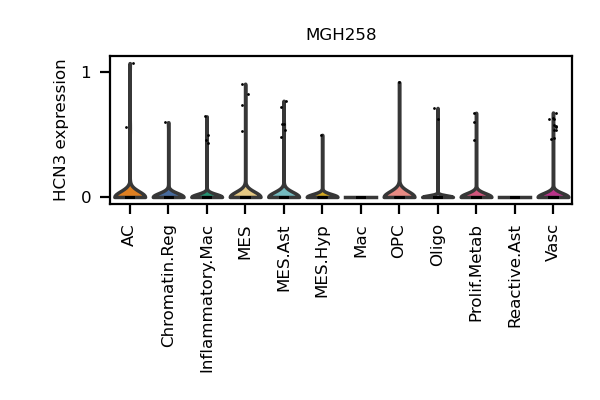 MGH258
HCN3 expression
1
0
AC
Chromatin.Reg
Inflammatory.Mac
MES
MES.Ast
MES.Hyp
Mac
OPC
Oligo
Prolif.Metab
Reactive.Ast
Vasc